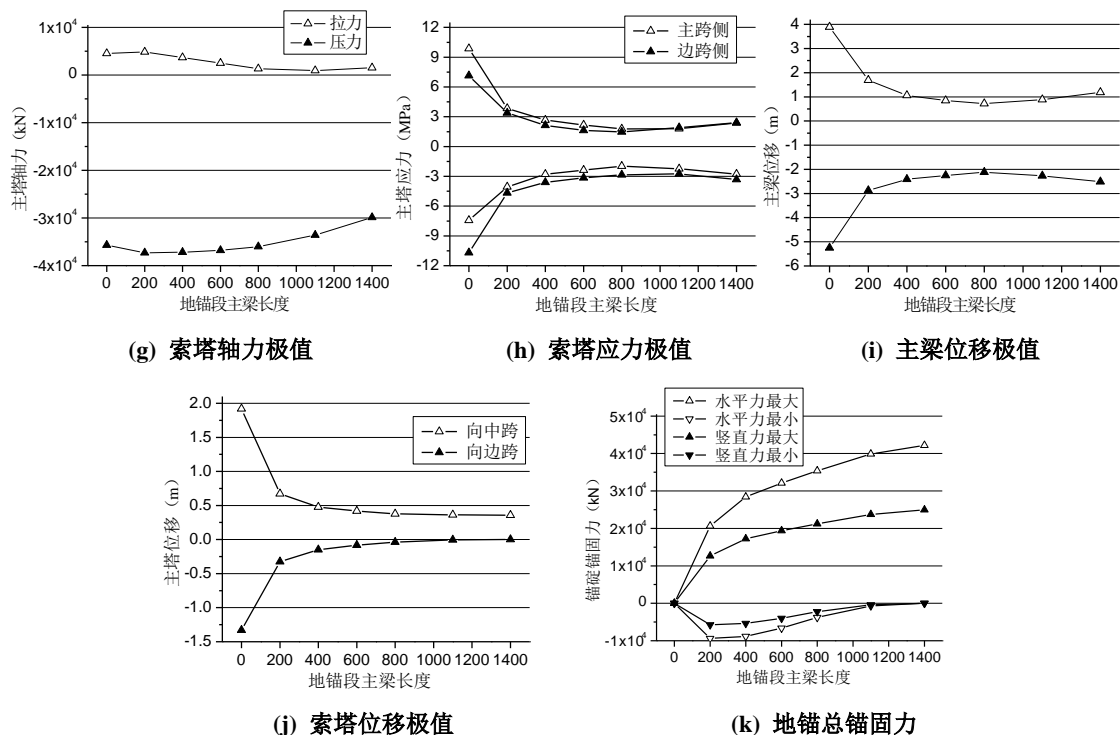 1x10⁴
0
-1x10⁴
-2x10⁴
-3x10⁴
-4x10⁴
主塔轴力（kN）
拉力
压力
0 200 400 600 800 1000 1200 1400
地锚段主梁长度
(g) 索塔轴力极值
12
9
6
3
0
-3
-6
-9
-12
主塔应力（MPa）
主跨侧
边跨侧
0 200 400 600 800 1000 1200 1400
地锚段主梁长度
(h) 索塔应力极值
4
3
2
1
0
-1
-2
-3
-4
-5
-6
主梁位移（m）
0 200 400 600 800 1000 1200 1400
地锚段主梁长度
(i) 主梁位移极值
2.0
1.5
1.0
0.5
0.0
-0.5
-1.0
-1.5
主塔位移（m）
向中跨
向边跨
0 200 400 600 800 1000 1200 1400
地锚段主梁长度
(j) 索塔位移极值
水平力最大
水平力最小
竖直力最大
竖直力最小
5x10⁴
4x10⁴
3x10⁴
2x10⁴
1x10⁴
0
-1x10⁴
锚碇锚固力（kN）
0 200 400 600 800 1000 1200 1400
地锚段主梁长度
(k) 地锚总锚固力